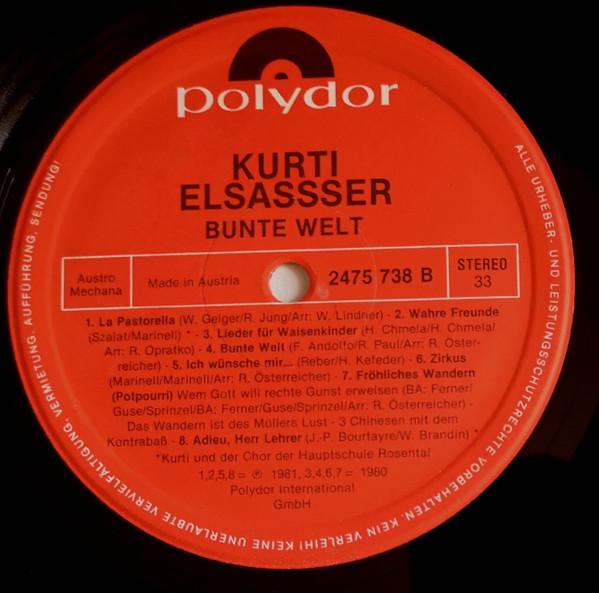 polydor
KURTI
ELSASSSER
BUNTE WELT
Austro
Mechana
Made in Austria
2475 738 B
STEREO
33
1. La Pastorella (W. Geiger/R. Jung/Arr: W. Lindner) - 2. Wahre Freunde
(Szalat/Marinell) * - 3. Lieder für Waisenkinder (H. Chmela/H. Chmela/
Arr: R. Opratko) - 4. Bunte Welt (F. Andolfo/R. Paul/Arr: R. Öster-
reicher) - 5. Ich wünsche mir... (Reber/H. Kefeder) - 6. Zirkus
(Marinell/Marinell/Arr: R. Österreicher) - 7. Fröhliches Wandern
(Potpourri) Wem Gott will rechte Gunst erweisen (BA: Ferner/
Guse/Sprinzel/BA: Ferner/Guse/Sprinzel/Arr: R. Österreicher) -
Das Wandern ist des Möllers Lust - 3 Chinesen mit dem
Kontrabaß - 8. Adieu, Herr Lehrer (J.-P. Bourtayre/W. Brandin) *
*Kurti und der Chor der Hauptschule Rosental
1,2,5,8= ℗ 1981, 3,4,6,7= 1980
Polydor International
GmbH
ALLE URHEBER- UND LEISTUNGSSCHUTZRECHTE VORBEHALTEN. KEIN VERLEIH! KEINE UNERLAUBTE VERVIELFÄLTIGUNG, VERMIETUNG, AUFFÜHRUNG, SENDUNG!